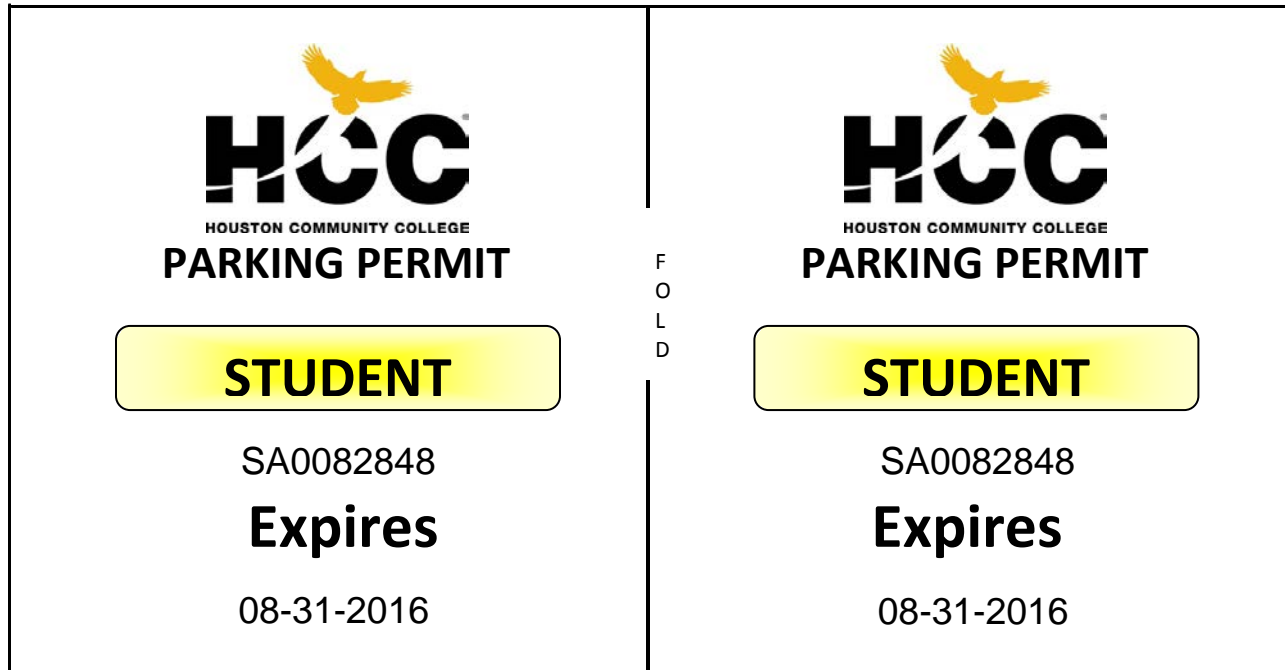 HCC
HOUSTON COMMUNITY COLLEGE
PARKING PERMIT
STUDENT
SA0082848
Expires
08-31-2016
F
O
L
D
HCC
HOUSTON COMMUNITY COLLEGE
PARKING PERMIT
STUDENT
SA0082848
Expires
08-31-2016